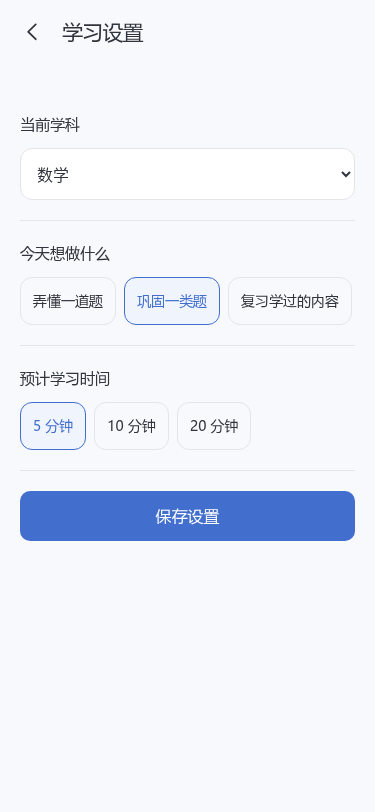 学习设置
当前学科
数学
今天想做什么
弄懂一道题 巩固一类题 复习学过的内容
预计学习时间
5 分钟 10 分钟 20 分钟
保存设置